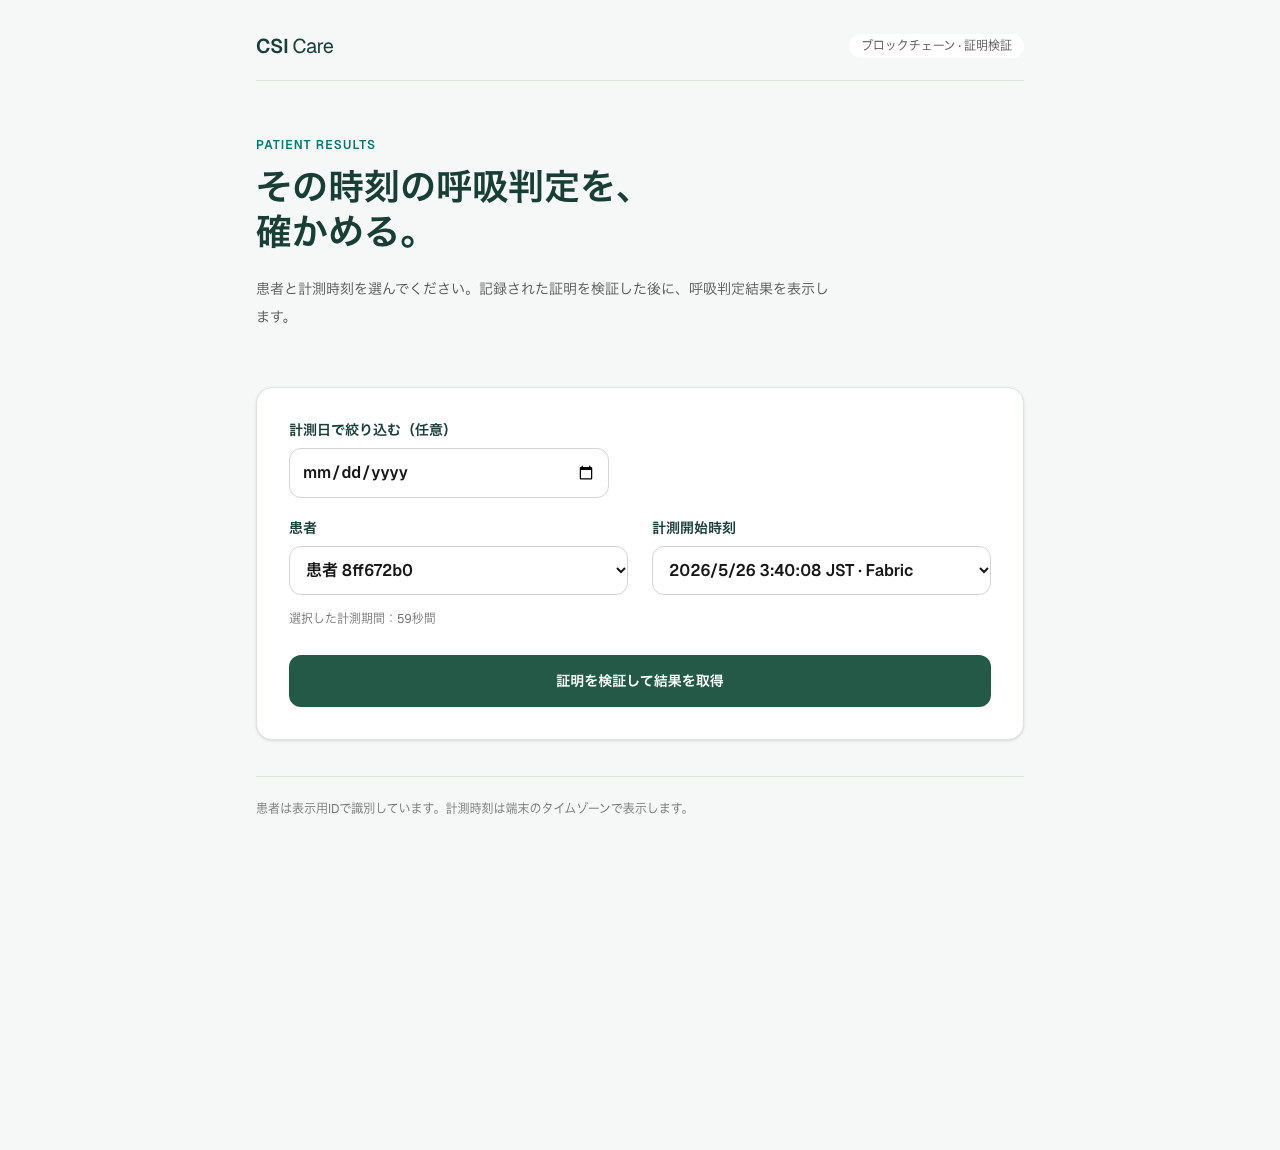 CSI Care
ブロックチェーン · 証明検証
PATIENT RESULTS
その時刻の呼吸判定を、
確かめる。
患者と計測時刻を選んでください。記録された証明を検証した後に、呼吸判定結果を表示し
ます。
計測日で絞り込む（任意）
mm/dd/yyyy
患者
計測開始時刻
患者 8ff672b0
2026/5/26 3:40:08 JST · Fabric
選択した計測期間：59秒間
証明を検証して結果を取得
患者は表示用IDで識別しています。計測時刻は端末のタイムゾーンで表示します。